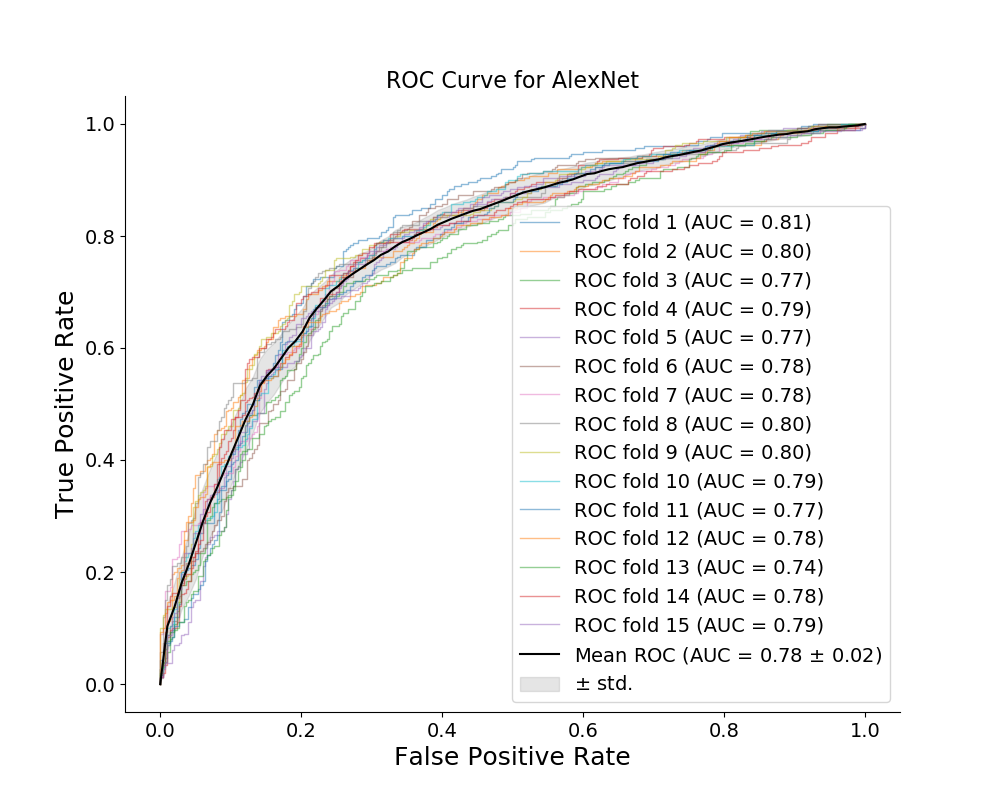 ROC Curve for AlexNet
1.0
0.8
0.6
0.4
0.2
0.0
True Positive Rate
ROC fold 1 (AUC = 0.81)
ROC fold 2 (AUC = 0.80)
ROC fold 3 (AUC = 0.77)
ROC fold 4 (AUC = 0.79)
ROC fold 5 (AUC = 0.77)
ROC fold 6 (AUC = 0.78)
ROC fold 7 (AUC = 0.78)
ROC fold 8 (AUC = 0.80)
ROC fold 9 (AUC = 0.80)
ROC fold 10 (AUC = 0.79)
ROC fold 11 (AUC = 0.77)
ROC fold 12 (AUC = 0.78)
ROC fold 13 (AUC = 0.74)
ROC fold 14 (AUC = 0.78)
ROC fold 15 (AUC = 0.79)
Mean ROC (AUC = 0.78 ± 0.02)
± std.
0.0 0.2 0.4 0.6 0.8 1.0
False Positive Rate